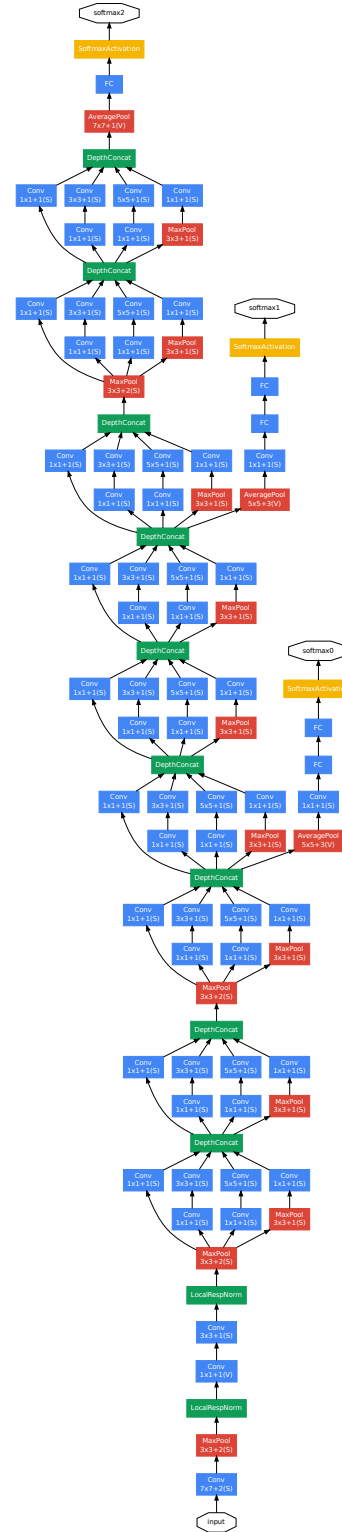 softmax2
SoftmaxActivation
FC
AveragePool
7x7+1(V)
DepthConcat
Conv Conv Conv Conv
1x1+1(S) 3x3+1(S) 5x5+1(S) 1x1+1(S)
Conv Conv MaxPool
1x1+1(S) 1x1+1(S) 3x3+1(S)
DepthConcat
Conv Conv Conv Conv
1x1+1(S) 3x3+1(S) 5x5+1(S) 1x1+1(S)
softmax1
Conv Conv MaxPool
1x1+1(S) 1x1+1(S) 3x3+1(S)
SoftmaxActivation
MaxPool
3x3+2(S)
FC
DepthConcat
FC
Conv Conv Conv Conv Conv
1x1+1(S) 3x3+1(S) 5x5+1(S) 1x1+1(S) 1x1+1(S)
Conv Conv MaxPool AveragePool
1x1+1(S) 1x1+1(S) 3x3+1(S) 5x5+3(V)
DepthConcat
Conv Conv Conv Conv
1x1+1(S) 3x3+1(S) 5x5+1(S) 1x1+1(S)
Conv Conv MaxPool
1x1+1(S) 1x1+1(S) 3x3+1(S)
DepthConcat
softmax0
Conv Conv Conv Conv
1x1+1(S) 3x3+1(S) 5x5+1(S) 1x1+1(S)
SoftmaxActivati
Conv Conv MaxPool
1x1+1(S) 1x1+1(S) 3x3+1(S)
FC
DepthConcat
FC
Conv Conv Conv Conv Conv
1x1+1(S) 3x3+1(S) 5x5+1(S) 1x1+1(S) 1x1+1(S)
Conv Conv MaxPool AveragePool
1x1+1(S) 1x1+1(S) 3x3+1(S) 5x5+3(V)
DepthConcat
Conv Conv Conv Conv
1x1+1(S) 3x3+1(S) 5x5+1(S) 1x1+1(S)
Conv Conv MaxPool
1x1+1(S) 1x1+1(S) 3x3+1(S)
MaxPool
3x3+2(S)
DepthConcat
Conv Conv Conv Conv
1x1+1(S) 3x3+1(S) 5x5+1(S) 1x1+1(S)
Conv Conv MaxPool
1x1+1(S) 1x1+1(S) 3x3+1(S)
DepthConcat
Conv Conv Conv Conv
1x1+1(S) 3x3+1(S) 5x5+1(S) 1x1+1(S)
Conv Conv MaxPool
1x1+1(S) 1x1+1(S) 3x3+1(S)
MaxPool
3x3+2(S)
LocalRespNorm
Conv
3x3+1(S)
Conv
1x1+1(V)
LocalRespNorm
MaxPool
3x3+2(S)
Conv
7x7+2(S)
input